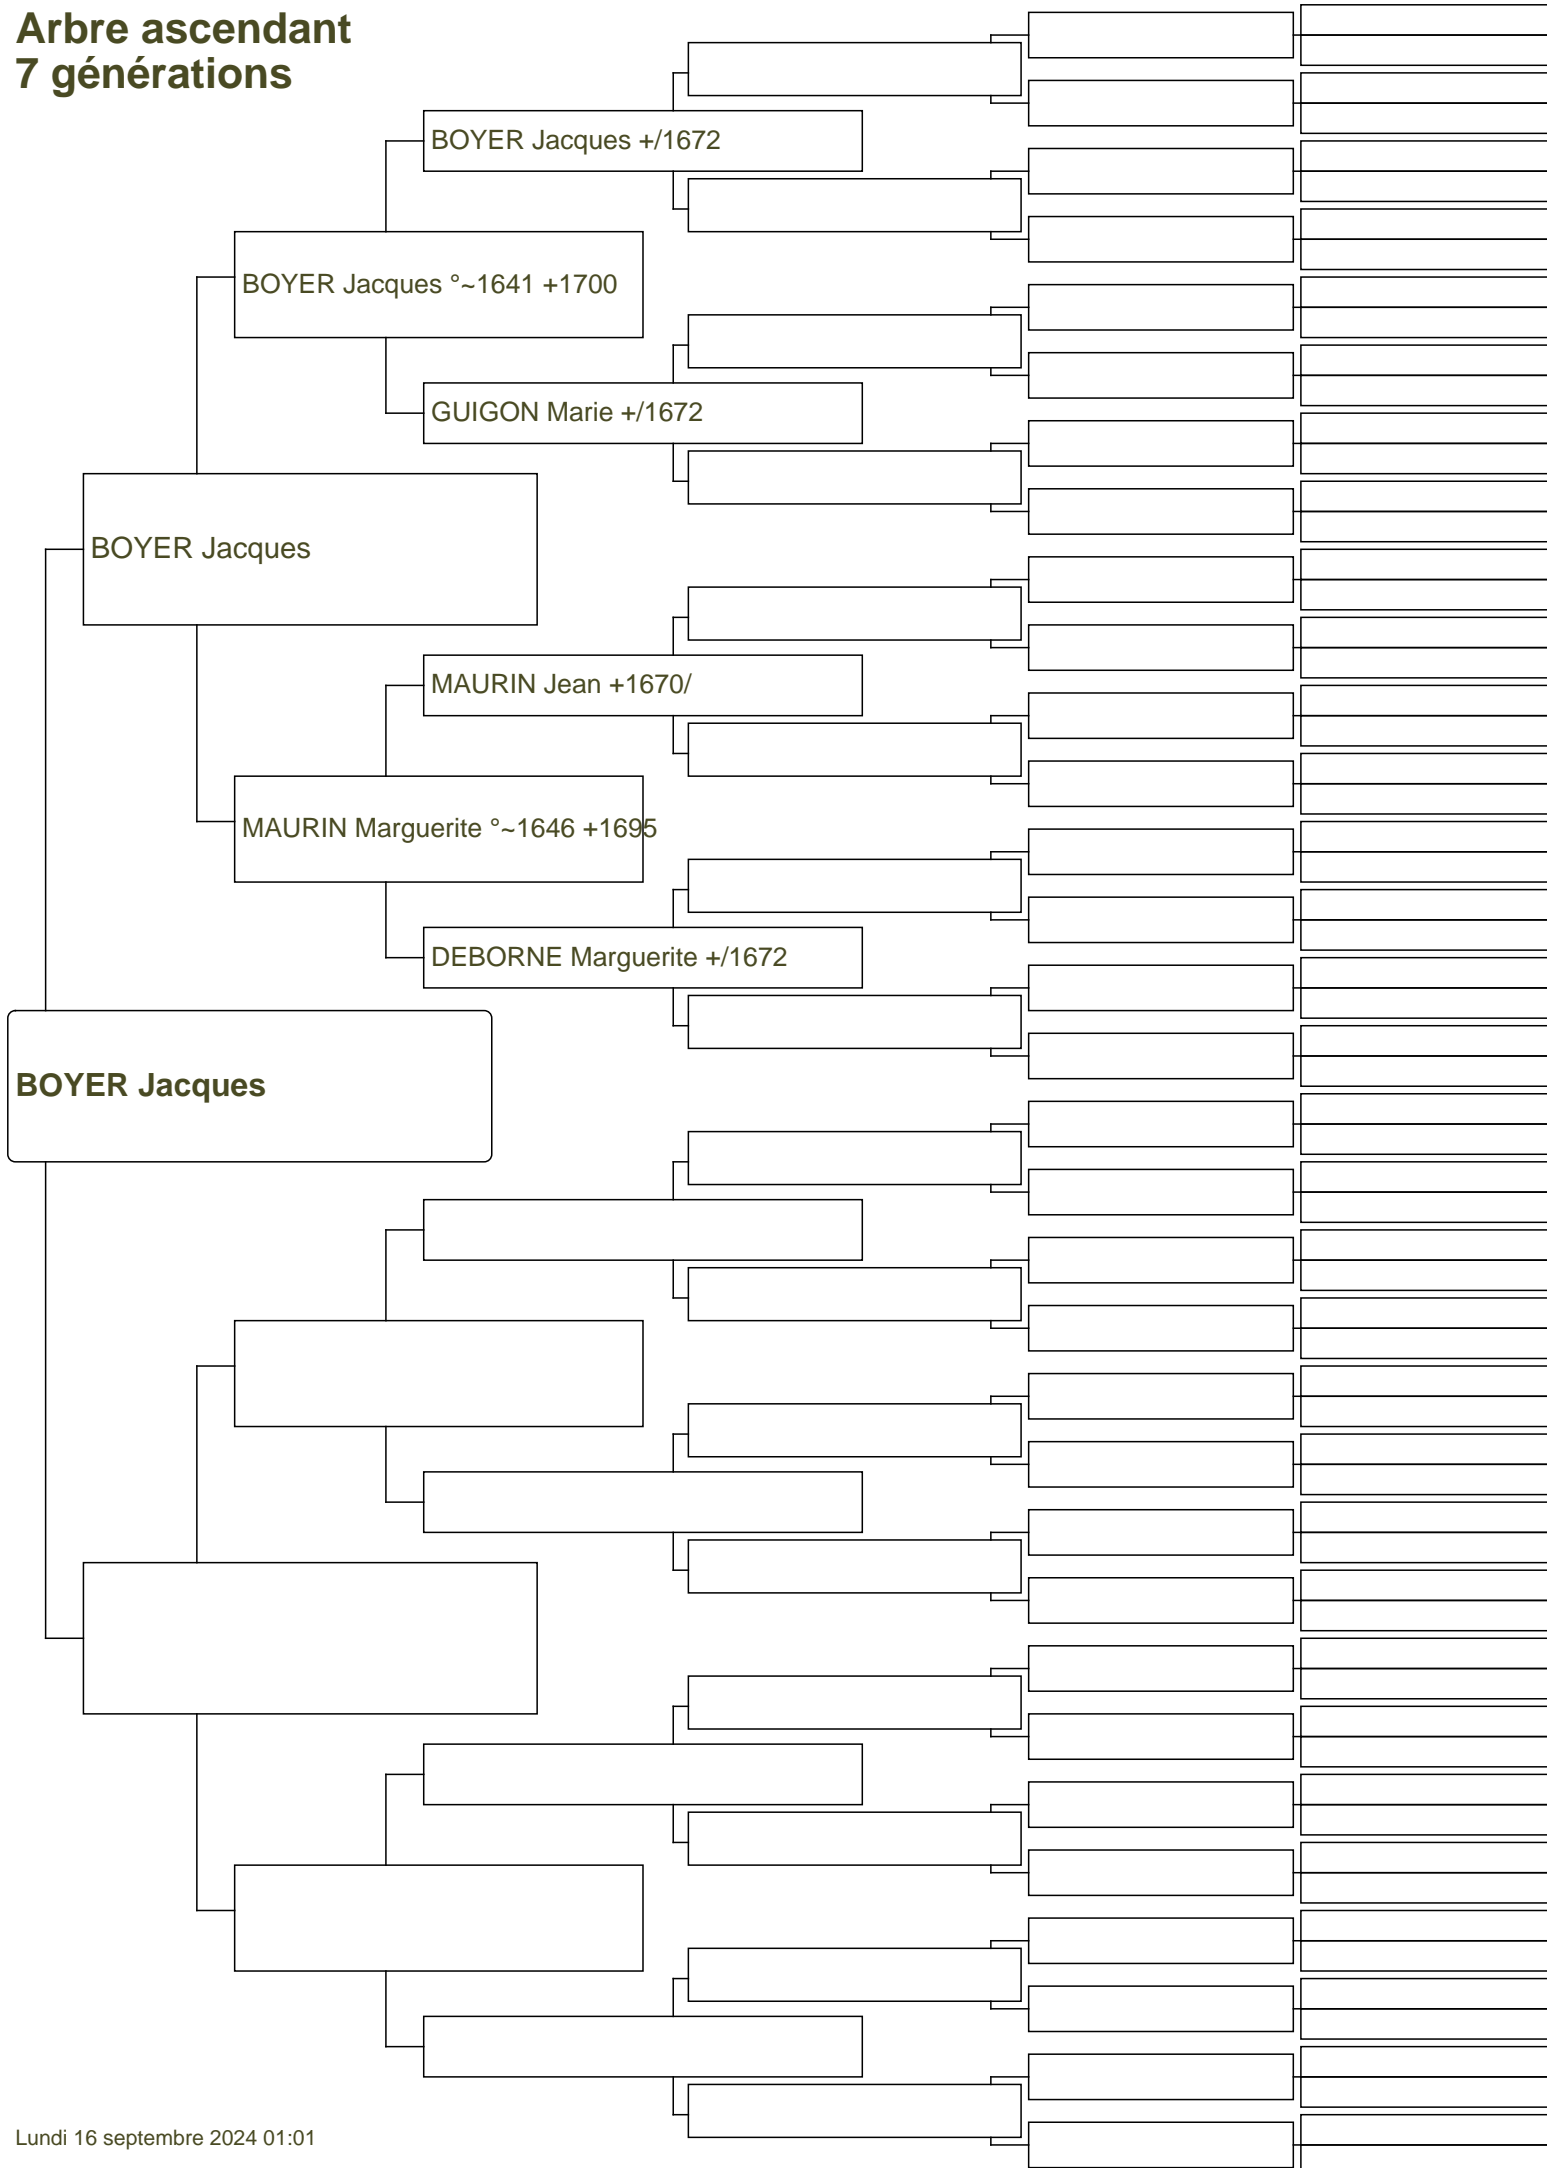 Arbre ascendant
7 générations
BOYER Jacques +/1672
BOYER Jacques °~1641 +1700
GUIGON Marie +/1672
BOYER Jacques
MAURIN Jean +1670/
MAURIN Marguerite °~1646 +1695
DEBORNE Marguerite +/1672
BOYER Jacques
Lundi 16 septembre 2024 01:01